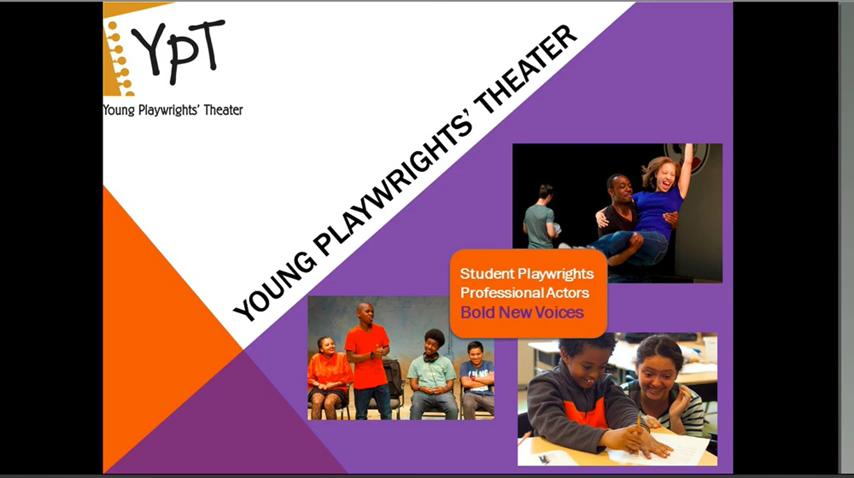 YPT
Young Playwrights' Theater
YOUNG PLAYWRIGHTS' THEATER
Student Playwrights
Professional Actors
Bold New Voices